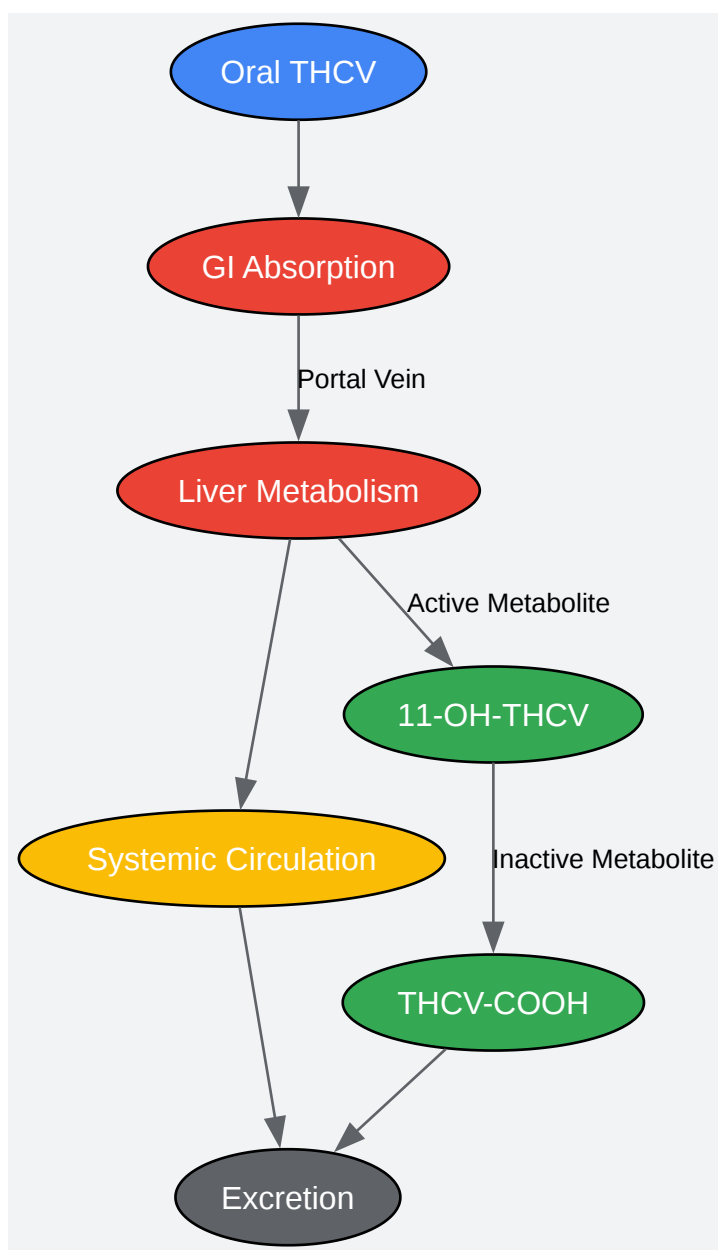 Oral THCV
GI Absorption
Portal Vein
Liver Metabolism
Active Metabolite
11-OH-THCV
Systemic Circulation
Inactive Metabolite
THCV-COOH
Excretion